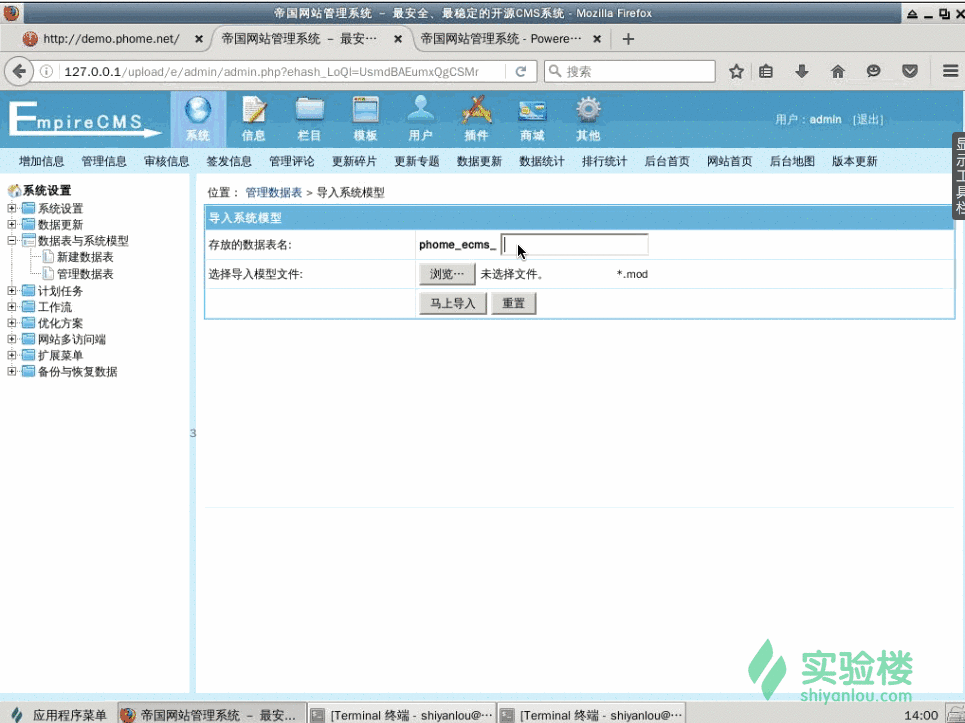 帝国网站管理系统 － 最安全、最稳定的开源CMS系统 - Mozilla Firefox
http://demo.phome.net/ × 帝国网站管理系统 － 最安… × 帝国网站管理系统 - Powere… × +
127.0.0.1/upload/e/admin/admin.php?ehash_LoQl=UsmdBAEumxQgCSMr 搜索
EmpireCMS
系统 信息 栏目 模板 用户 插件 商城 其他
用户：admin [退出]
增加信息 管理信息 审核信息 签发信息 管理评论 更新碎片 更新专题 数据更新 数据统计 排行统计 后台首页 网站首页 后台地图 版本更新
显示工具栏
系统设置
系统设置
数据更新
数据表与系统模型
新建数据表
管理数据表
计划任务
工作流
优化方案
网站多访问端
扩展菜单
备份与恢复数据
3
位置： 管理数据表 > 导入系统模型
导入系统模型
存放的数据表名: phome_ecms_
选择导入模型文件: 浏览… 未选择文件。 *.mod
马上导入 重置
实验楼
shiyanlou.com
应用程序菜单 帝国网站管理系统 － 最安... [Terminal 终端 - shiyanlou@… [Terminal 终端 - shiyanlou@… 14:00